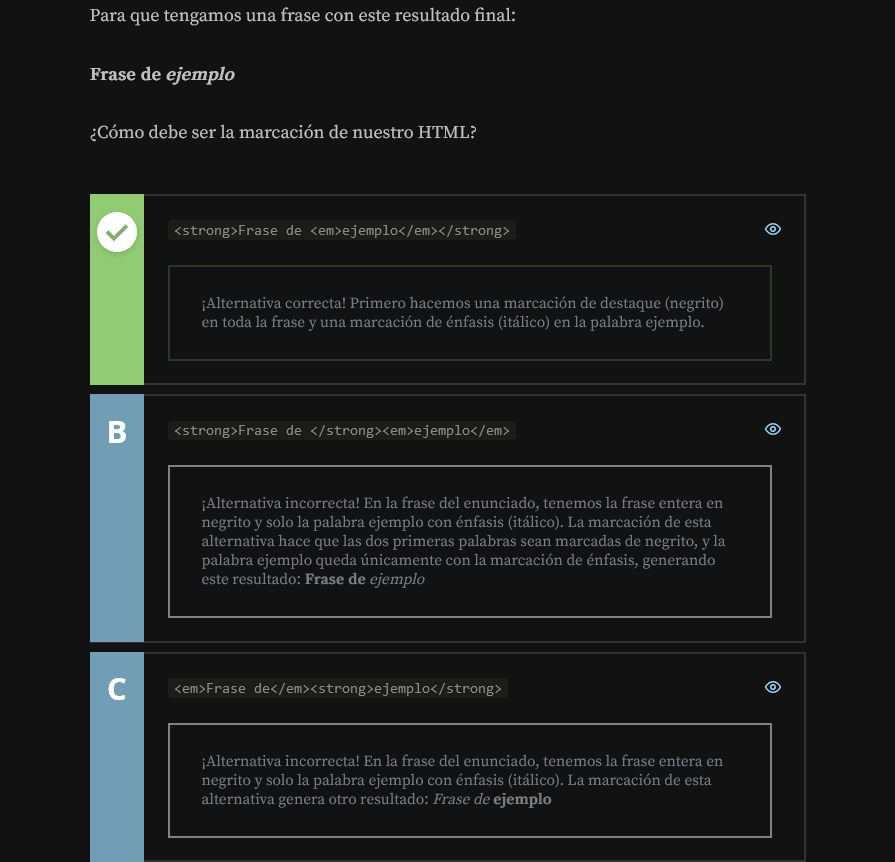 Para que tengamos una frase con este resultado final:
Frase de ejemplo
¿Cómo debe ser la marcación de nuestro HTML?
<strong>Frase de <em>ejemplo</em></strong>
¡Alternativa correcta! Primero hacemos una marcación de destaque (negrito)
en toda la frase y una marcación de énfasis (itálico) en la palabra ejemplo.
B
<strong>Frase de </strong><em>ejemplo</em>
¡Alternativa incorrecta! En la frase del enunciado, tenemos la frase entera en
negrito y solo la palabra ejemplo con énfasis (itálico). La marcación de esta
alternativa hace que las dos primeras palabras sean marcadas de negrito, y la
palabra ejemplo queda únicamente con la marcación de énfasis, generando
este resultado: Frase de ejemplo
C
<em>Frase de</em><strong>ejemplo</strong>
¡Alternativa incorrecta! En la frase del enunciado, tenemos la frase entera en
negrito y solo la palabra ejemplo con énfasis (itálico). La marcación de esta
alternativa genera otro resultado: Frase de ejemplo